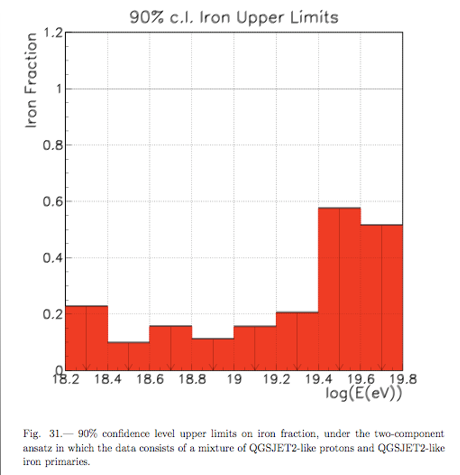 90% c.l. Iron Upper Limits
Iron Fraction
1.2
1
0.8
0.6
0.4
0.2
0
18.2 18.4 18.6 18.8 19 19.2 19.4 19.6 19.8
log(E(eV))
Fig. 31.— 90% confidence level upper limits on iron fraction, under the two-component
ansatz in which the data consists of a mixture of QGSJET2-like protons and QGSJET2-like
iron primaries.